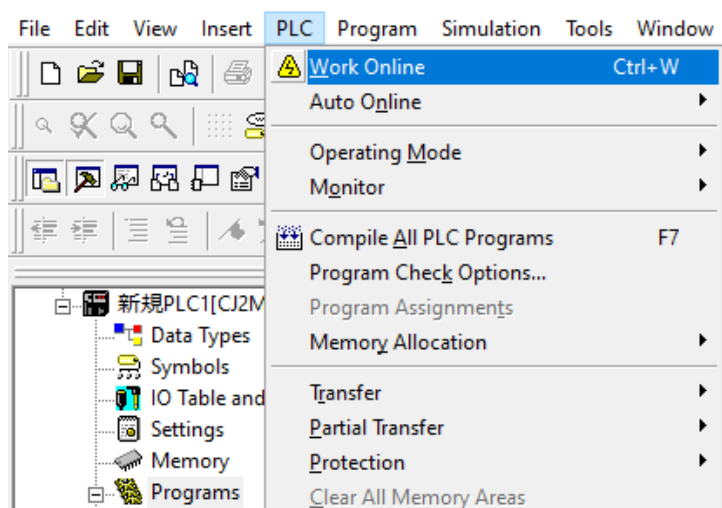 File Edit View Insert PLC Program Simulation Tools Window
Work Online Ctrl+W
Auto Online
Operating Mode
Monitor
Compile All PLC Programs F7
Program Check Options...
Program Assignments
Memory Allocation
Transfer
Partial Transfer
Protection
Clear All Memory Areas
新規PLC1[CJ2M
Data Types
Symbols
IO Table and
Settings
Memory
Programs